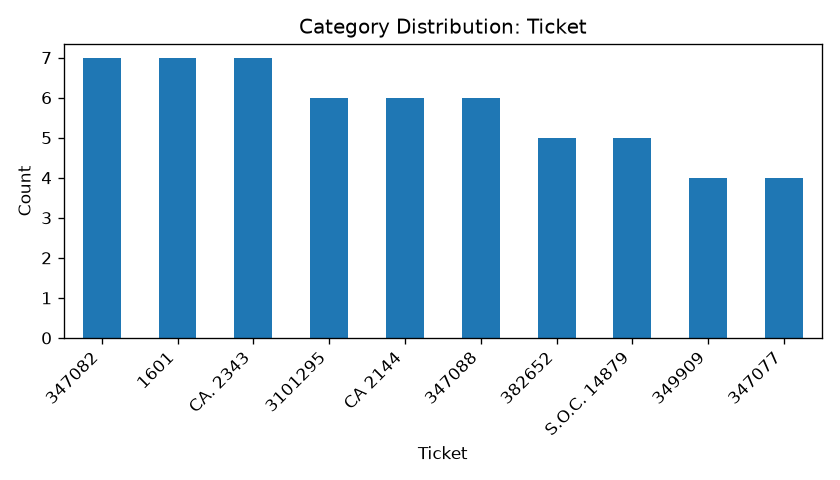 Category Distribution: Ticket
Count
7
6
5
4
3
2
1
0
347082
1601
CA. 2343
3101295
CA 2144
347088
382652
S.O.C. 14879
349909
347077
Ticket